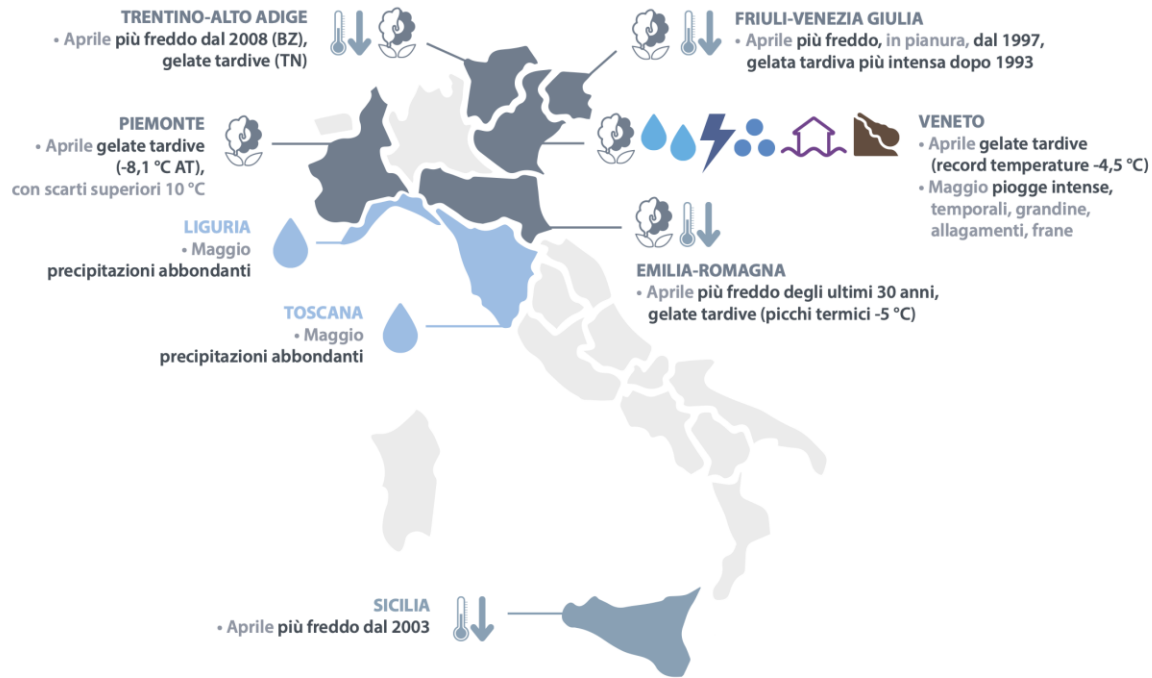 TRENTINO-ALTO ADIGE
• Aprile più freddo dal 2008 (BZ),
gelate tardive (TN)
FRIULI-VENEZIA GIULIA
• Aprile più freddo, in pianura, dal 1997,
gelata tardiva più intensa dopo 1993
PIEMONTE
• Aprile gelate tardive
(-8,1 °C AT),
con scarti superiori 10 °C
VENETO
• Aprile gelate tardive
(record temperature -4,5 °C)
• Maggio piogge intense,
temporali, grandine,
allagamenti, frane
LIGURIA
• Maggio
precipitazioni abbondanti
EMILIA-ROMAGNA
• Aprile più freddo degli ultimi 30 anni,
gelate tardive (picchi termici -5 °C)
TOSCANA
• Maggio
precipitazioni abbondanti
SICILIA
• Aprile più freddo dal 2003